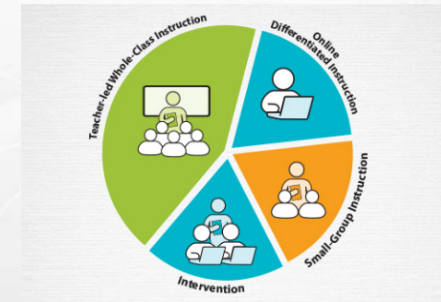 Teacher-led Whole-Class Instruction
Online
Differentiated Instruction
Small-Group Instruction
Intervention